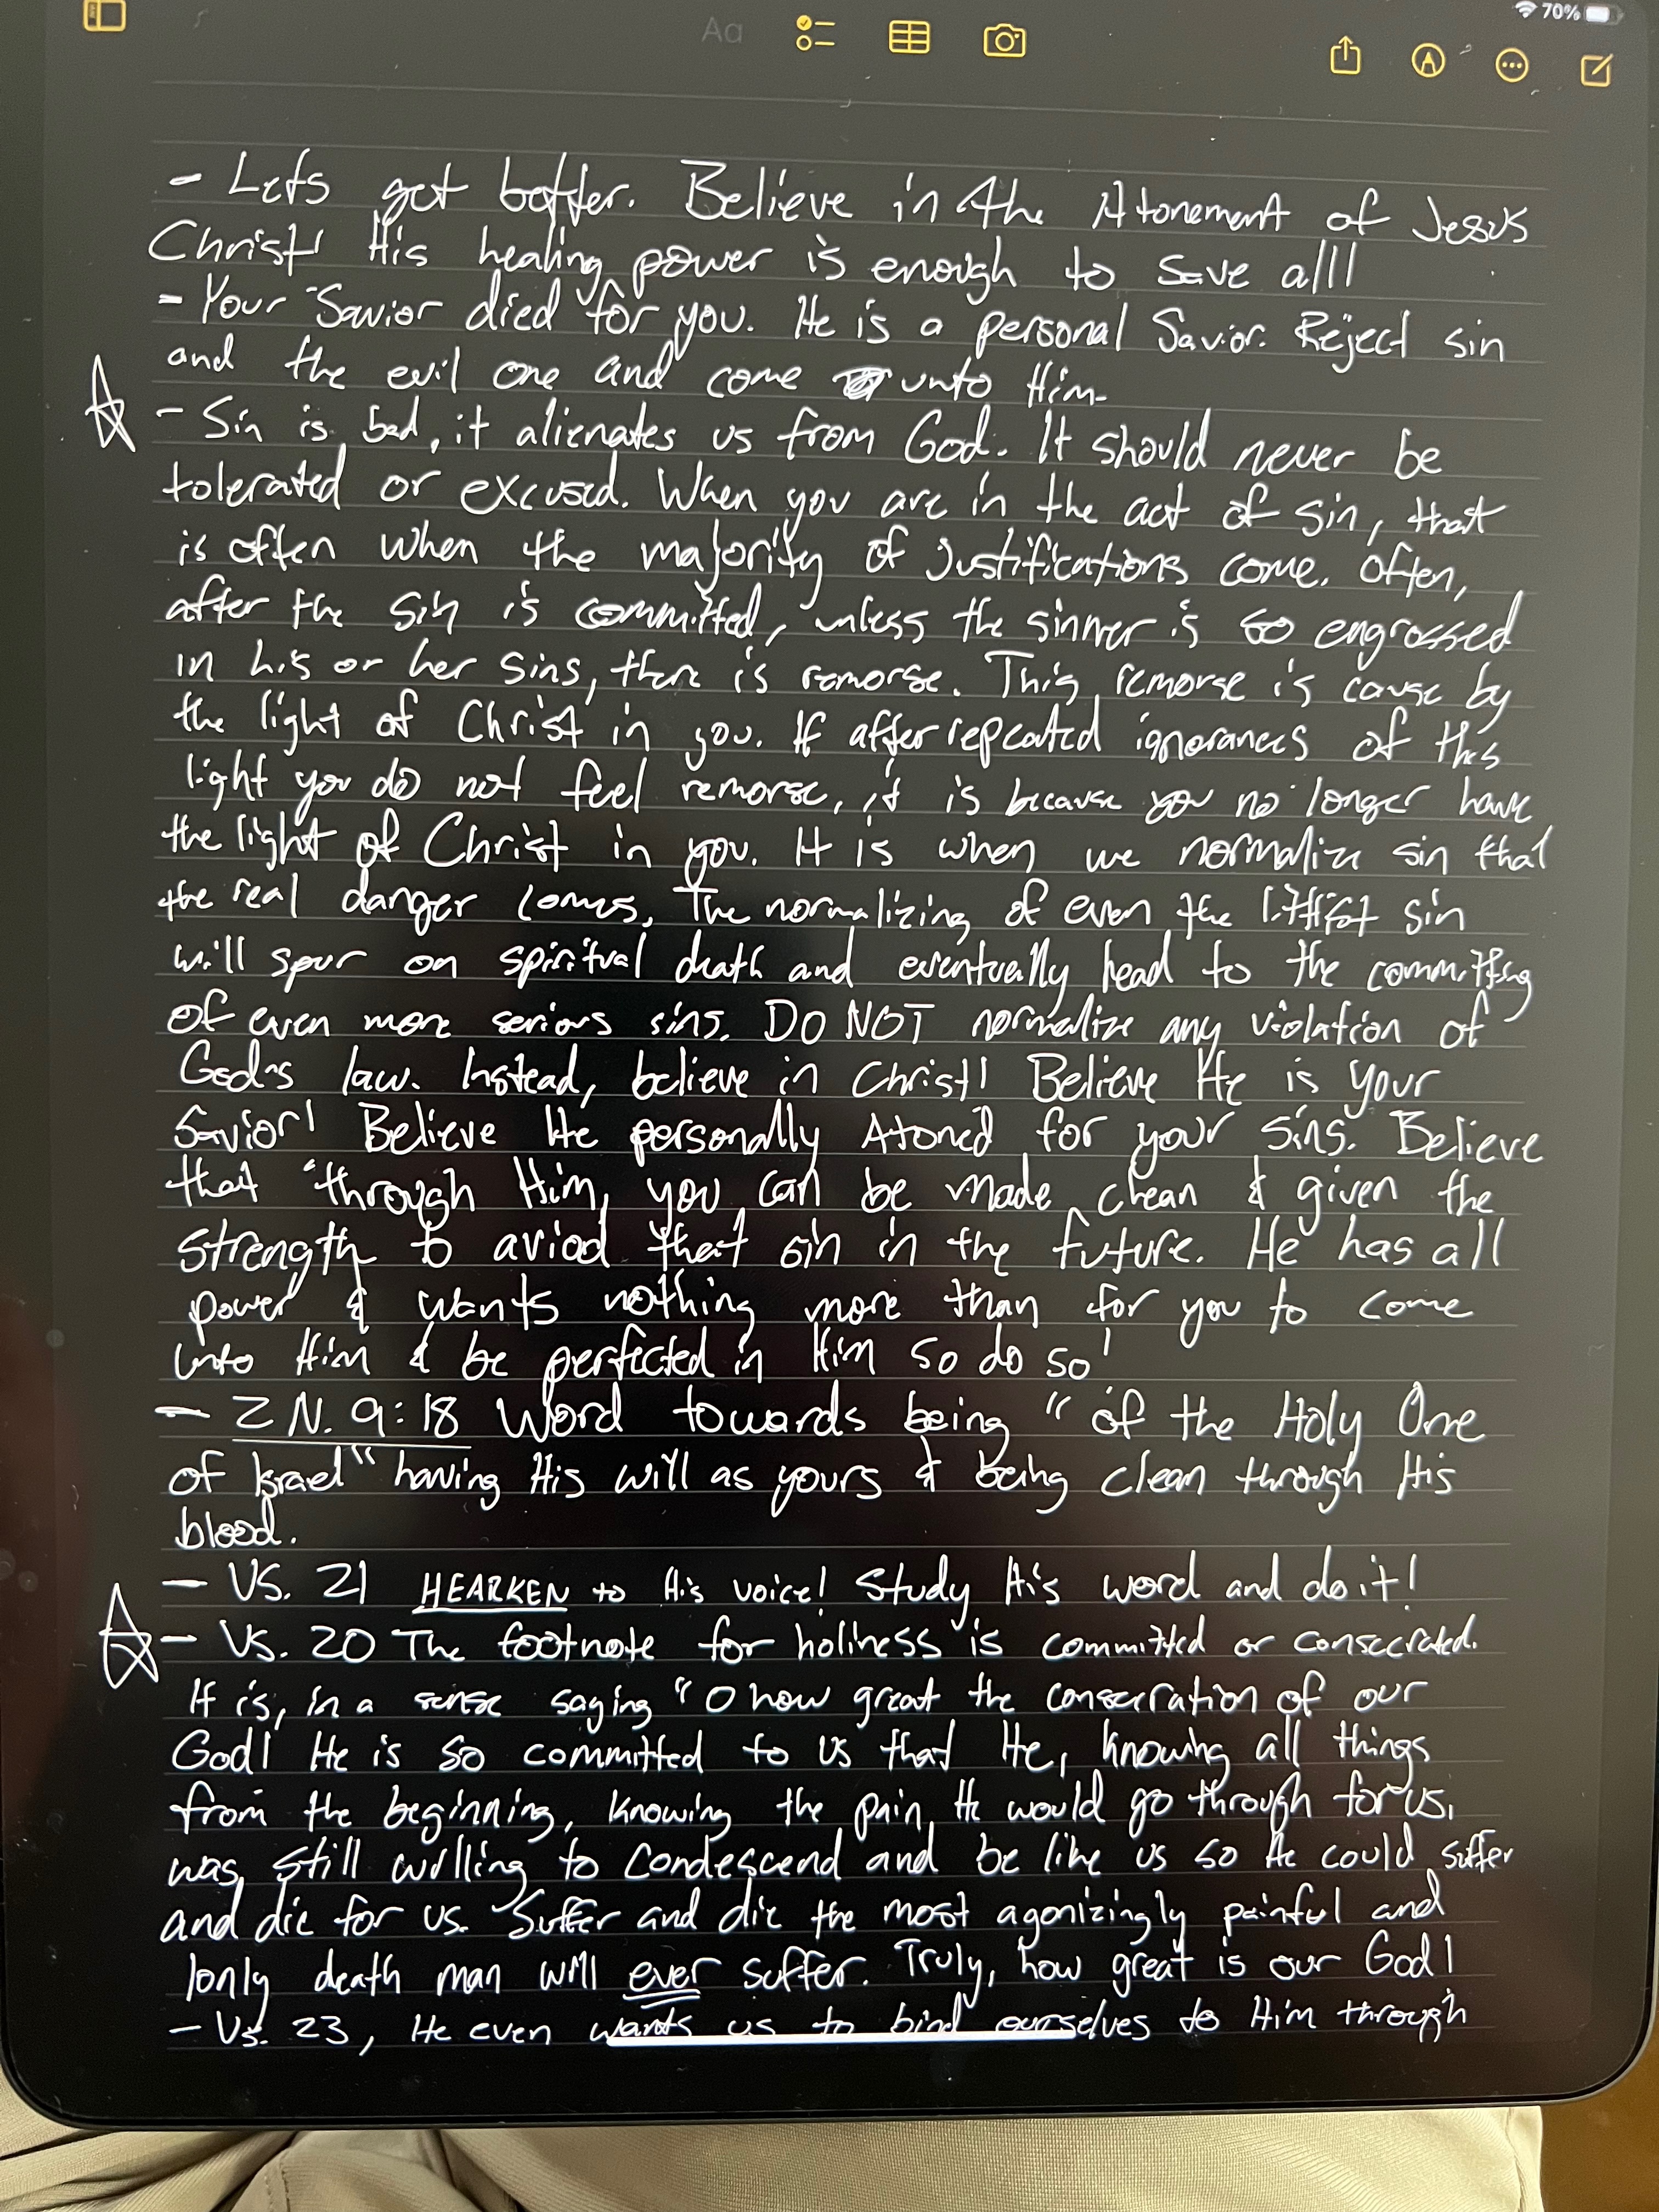 Aa
70%
- Lets get better. Believe in the Atonement of Jesus
Christ! His healing power is enough to save all!
- Your Savior died for you. He is a personal Savior. Reject sin
and the evil one and come unto Him.
☆ - Sin is bad, it alienates us from God. It should never be
tolerated or excused. When you are in the act of sin, that
is often when the majority of justifications come. Often,
after the sin is committed, unless the sinner is so engrossed
in his or her sins, there is remorse. This remorse is cause by
the light of Christ in you. If after repeated ignorances of this
light you do not feel remorse, it is because you no longer have
the light of Christ in you. It is when we normalize sin that
the real danger comes. The normalizing of even the littlest sin
will spur on spiritual death and eventually head to the committing
of even more serious sins. DO NOT normalize any violation of
God's law. Instead, believe in Christ! Believe He is your
Savior! Believe He personally Atoned for your sins. Believe
that through Him, you can be made clean & given the
strength to aviod that sin in the future. He has all
power & wants nothing more than for you to come
unto Him & be perfected in Him so do so!
- 2 N. 9:18 Word towards being "of the Holy One
of Israel" having His will as yours & being clean through His
blood.
- VS. 21 HEARKEN to His voice! Study His word and do it!
☆ - Vs. 20 The footnote for holiness is committed or consecrated.
It is, in a sense saying "O how great the consecration of our
God! He is so committed to us that He, knowing all things
from the beginning, knowing the pain He would go through for us,
was still willing to condescend and be like us so He could suffer
and die for us. Suffer and die the most agonizingly painful and
lonly death man will ever suffer. Truly, how great is our God!
- Vs. 23, He even wants us to bind ourselves to Him through